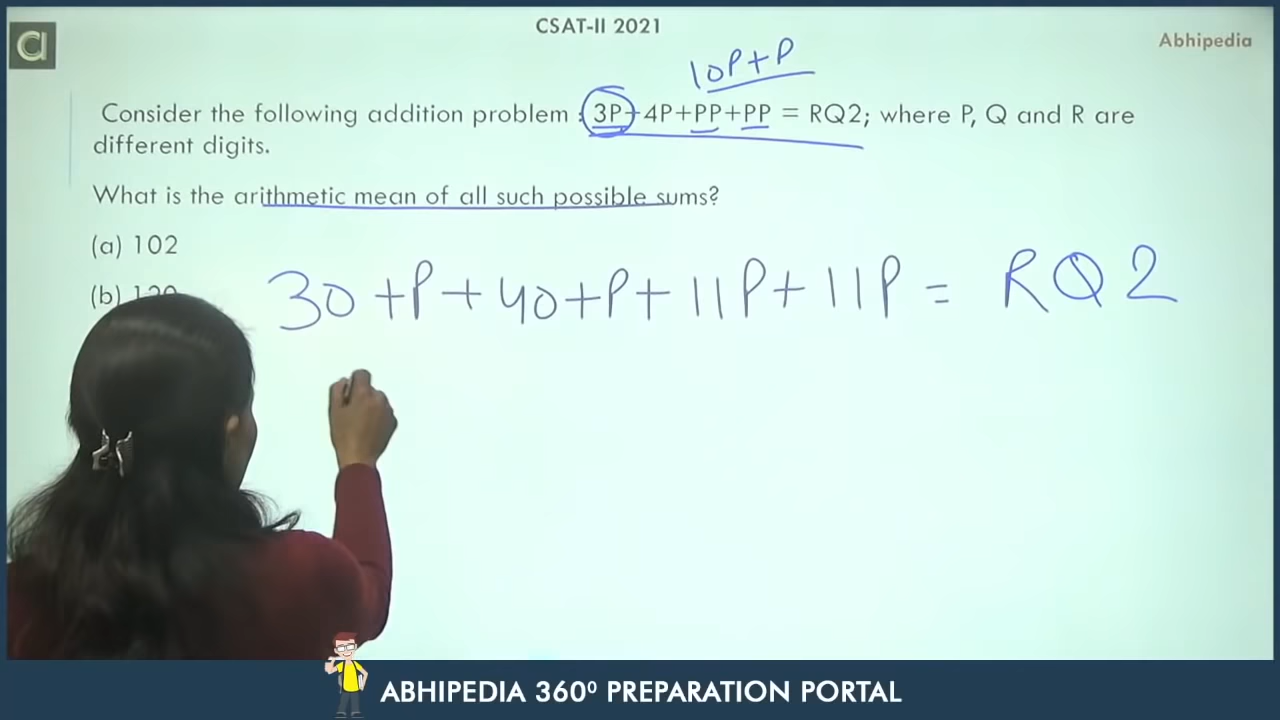 CSAT-II 2021
Abhipedia
10P+P
Consider the following addition problem : 3P+4P+PP+PP = RQ2; where P, Q and R are
different digits.
What is the arithmetic mean of all such possible sums?
(a) 102
(b) 120
30+P+40+P+11P+11P = RQ2
ABHIPEDIA 360⁰ PREPARATION PORTAL